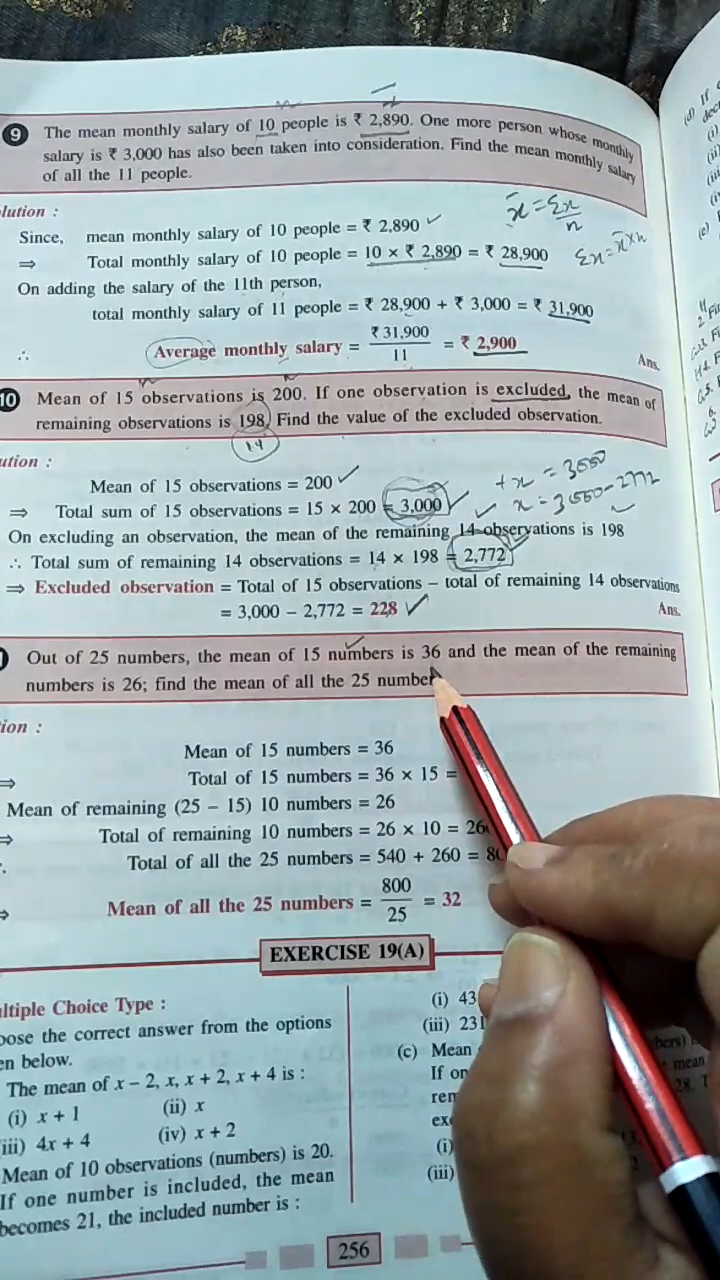 9 The mean monthly salary of 10 people is ₹ 2,890. One more person whose monthly
salary is ₹ 3,000 has also been taken into consideration. Find the mean monthly salary
of all the 11 people.
lution :
x̄ = Σx/n
Since, mean monthly salary of 10 people = ₹ 2,890
Σx = x̄ × n
⇒ Total monthly salary of 10 people = 10 × ₹ 2,890 = ₹ 28,900
On adding the salary of the 11th person,
total monthly salary of 11 people = ₹ 28,900 + ₹ 3,000 = ₹ 31,900
∴ Average monthly salary = ₹ 31,900 / 11 = ₹ 2,900
Ans.
10 Mean of 15 observations is 200. If one observation is excluded, the mean of
remaining observations is 198. Find the value of the excluded observation.
14
ution :
Mean of 15 observations = 200
+ x = 3000
⇒ Total sum of 15 observations = 15 × 200 = 3,000
x = 3000 - 2772
On excluding an observation, the mean of the remaining 14 observations is 198
∴ Total sum of remaining 14 observations = 14 × 198 = 2,772
⇒ Excluded observation = Total of 15 observations – total of remaining 14 observations
= 3,000 – 2,772 = 228
Ans.
Out of 25 numbers, the mean of 15 numbers is 36 and the mean of the remaining
numbers is 26; find the mean of all the 25 number
ion :
Mean of 15 numbers = 36
⇒ Total of 15 numbers = 36 × 15 =
Mean of remaining (25 – 15) 10 numbers = 26
⇒ Total of remaining 10 numbers = 26 × 10 = 26
Total of all the 25 numbers = 540 + 260 = 8
⇒ Mean of all the 25 numbers = 800 / 25 = 32
EXERCISE 19(A)
ltiple Choice Type :
oose the correct answer from the options
en below.
The mean of x – 2, x, x + 2, x + 4 is :
(i) x + 1 (ii) x
iii) 4x + 4 (iv) x + 2
Mean of 10 observations (numbers) is 20.
If one number is included, the mean
becomes 21, the included number is :
(i) 43
(iii) 231
(c) Mean
If on
rem
ex
(i)
(iii)
256